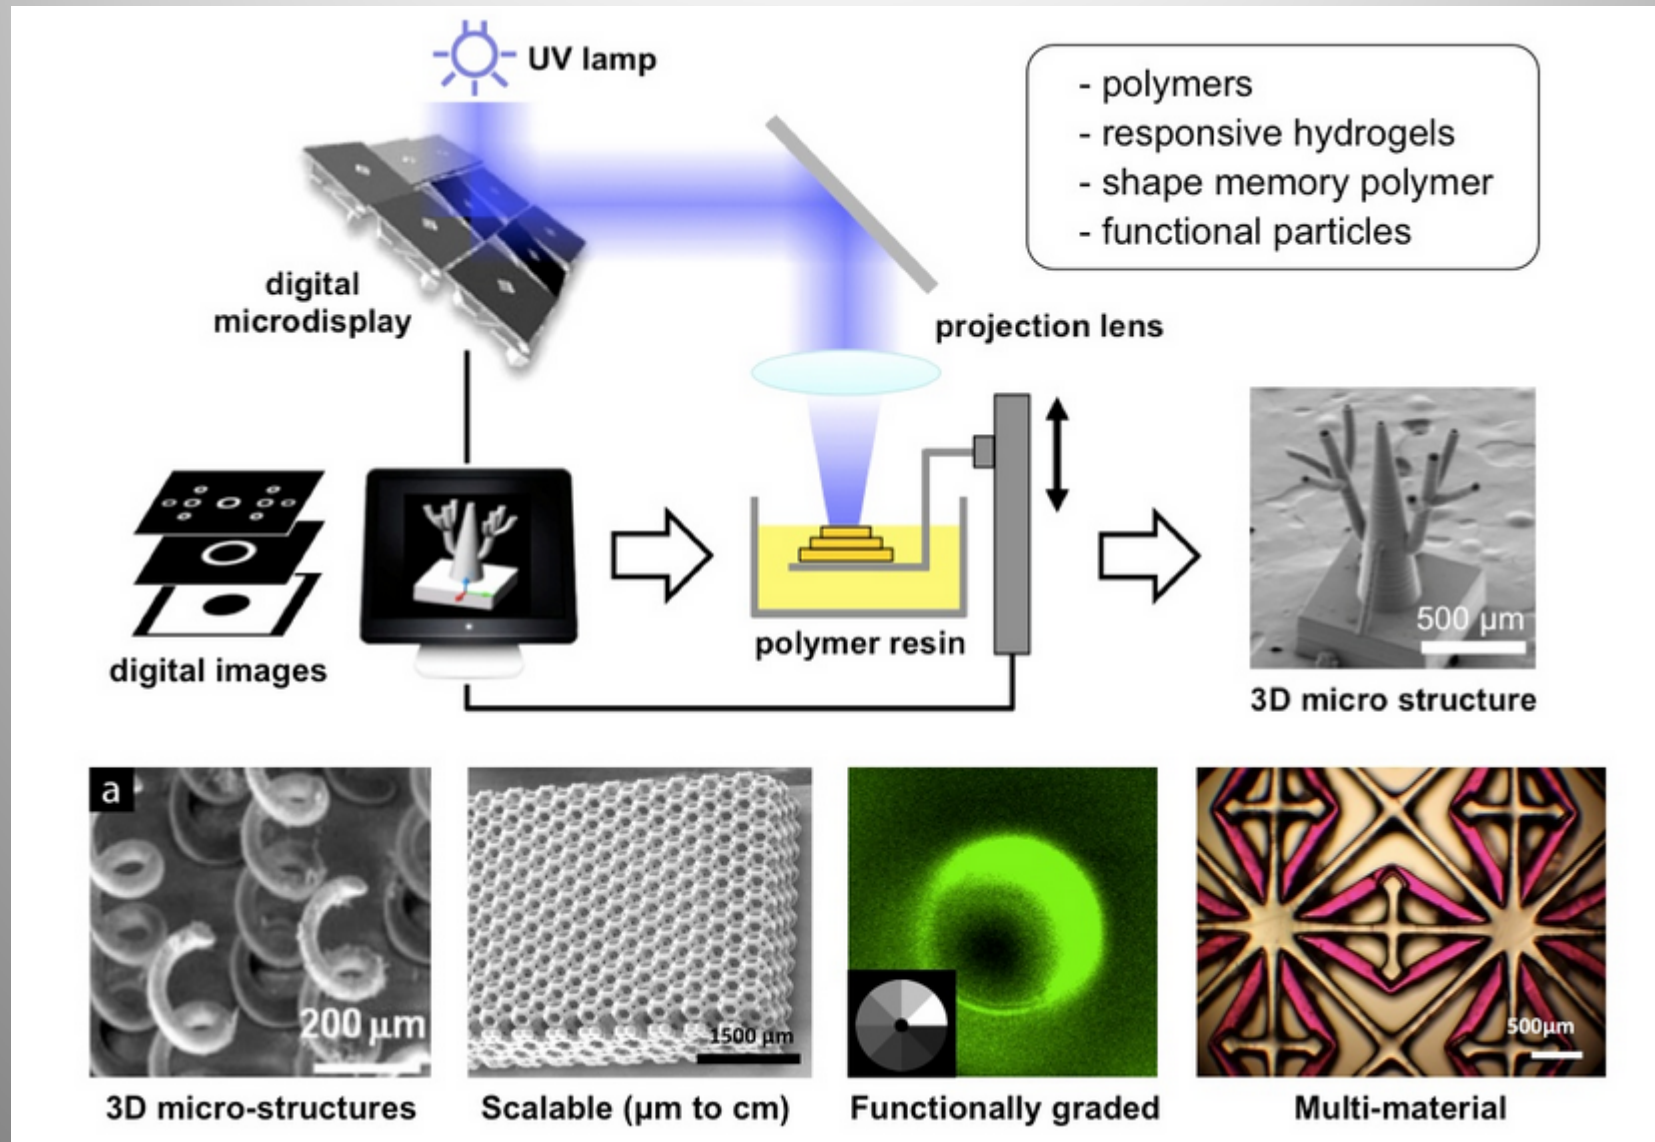 UV lamp
- polymers
- responsive hydrogels
- shape memory polymer
- functional particles
digital
microdisplay
projection lens
digital images
polymer resin
500 µm
3D micro structure
a
200 µm
1500 µm
500µm
3D micro-structures
Scalable (µm to cm)
Functionally graded
Multi-material